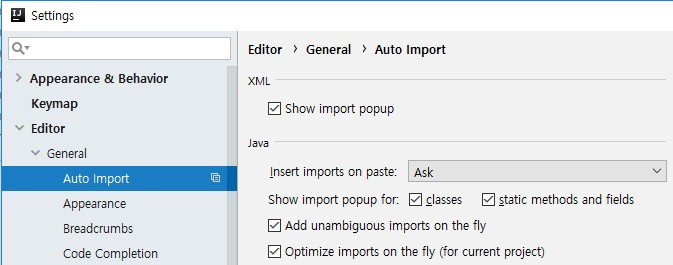 IJ
Settings
Appearance & Behavior
Keymap
Editor
General
Auto Import
Appearance
Breadcrumbs
Code Completion
Editor › General › Auto Import
XML
Show import popup
Java
Insert imports on paste: Ask
Show import popup for: classes static methods and fields
Add unambiguous imports on the fly
Optimize imports on the fly (for current project)